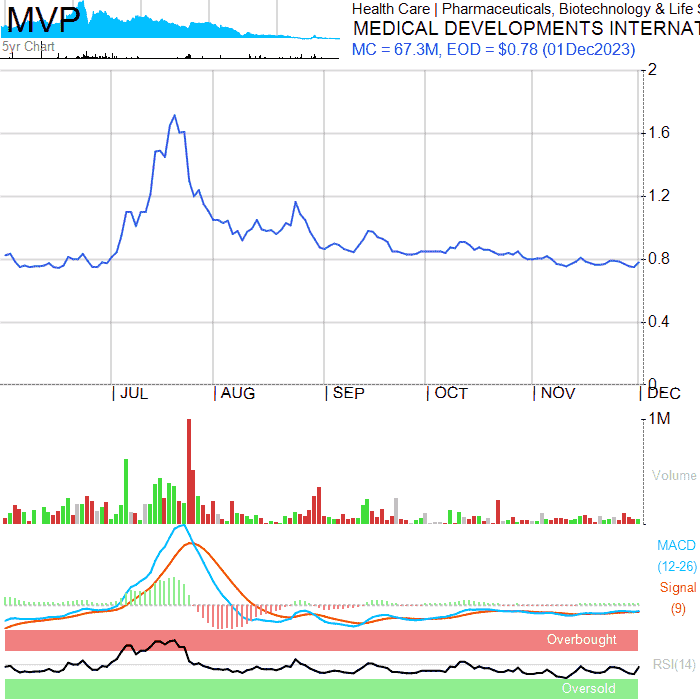 MVP
5yr Chart
Health Care | Pharmaceuticals, Biotechnology & Life S
MEDICAL DEVELOPMENTS INTERNAT
MC = 67.3M, EOD = $0.78 (01Dec2023)
2
1.6
1.2
0.8
0.4
0
| JUL | AUG | SEP | OCT | NOV | DEC
1M
Volume
MACD
(12-26)
Signal
(9)
Overbought
RSI(14)
Oversold